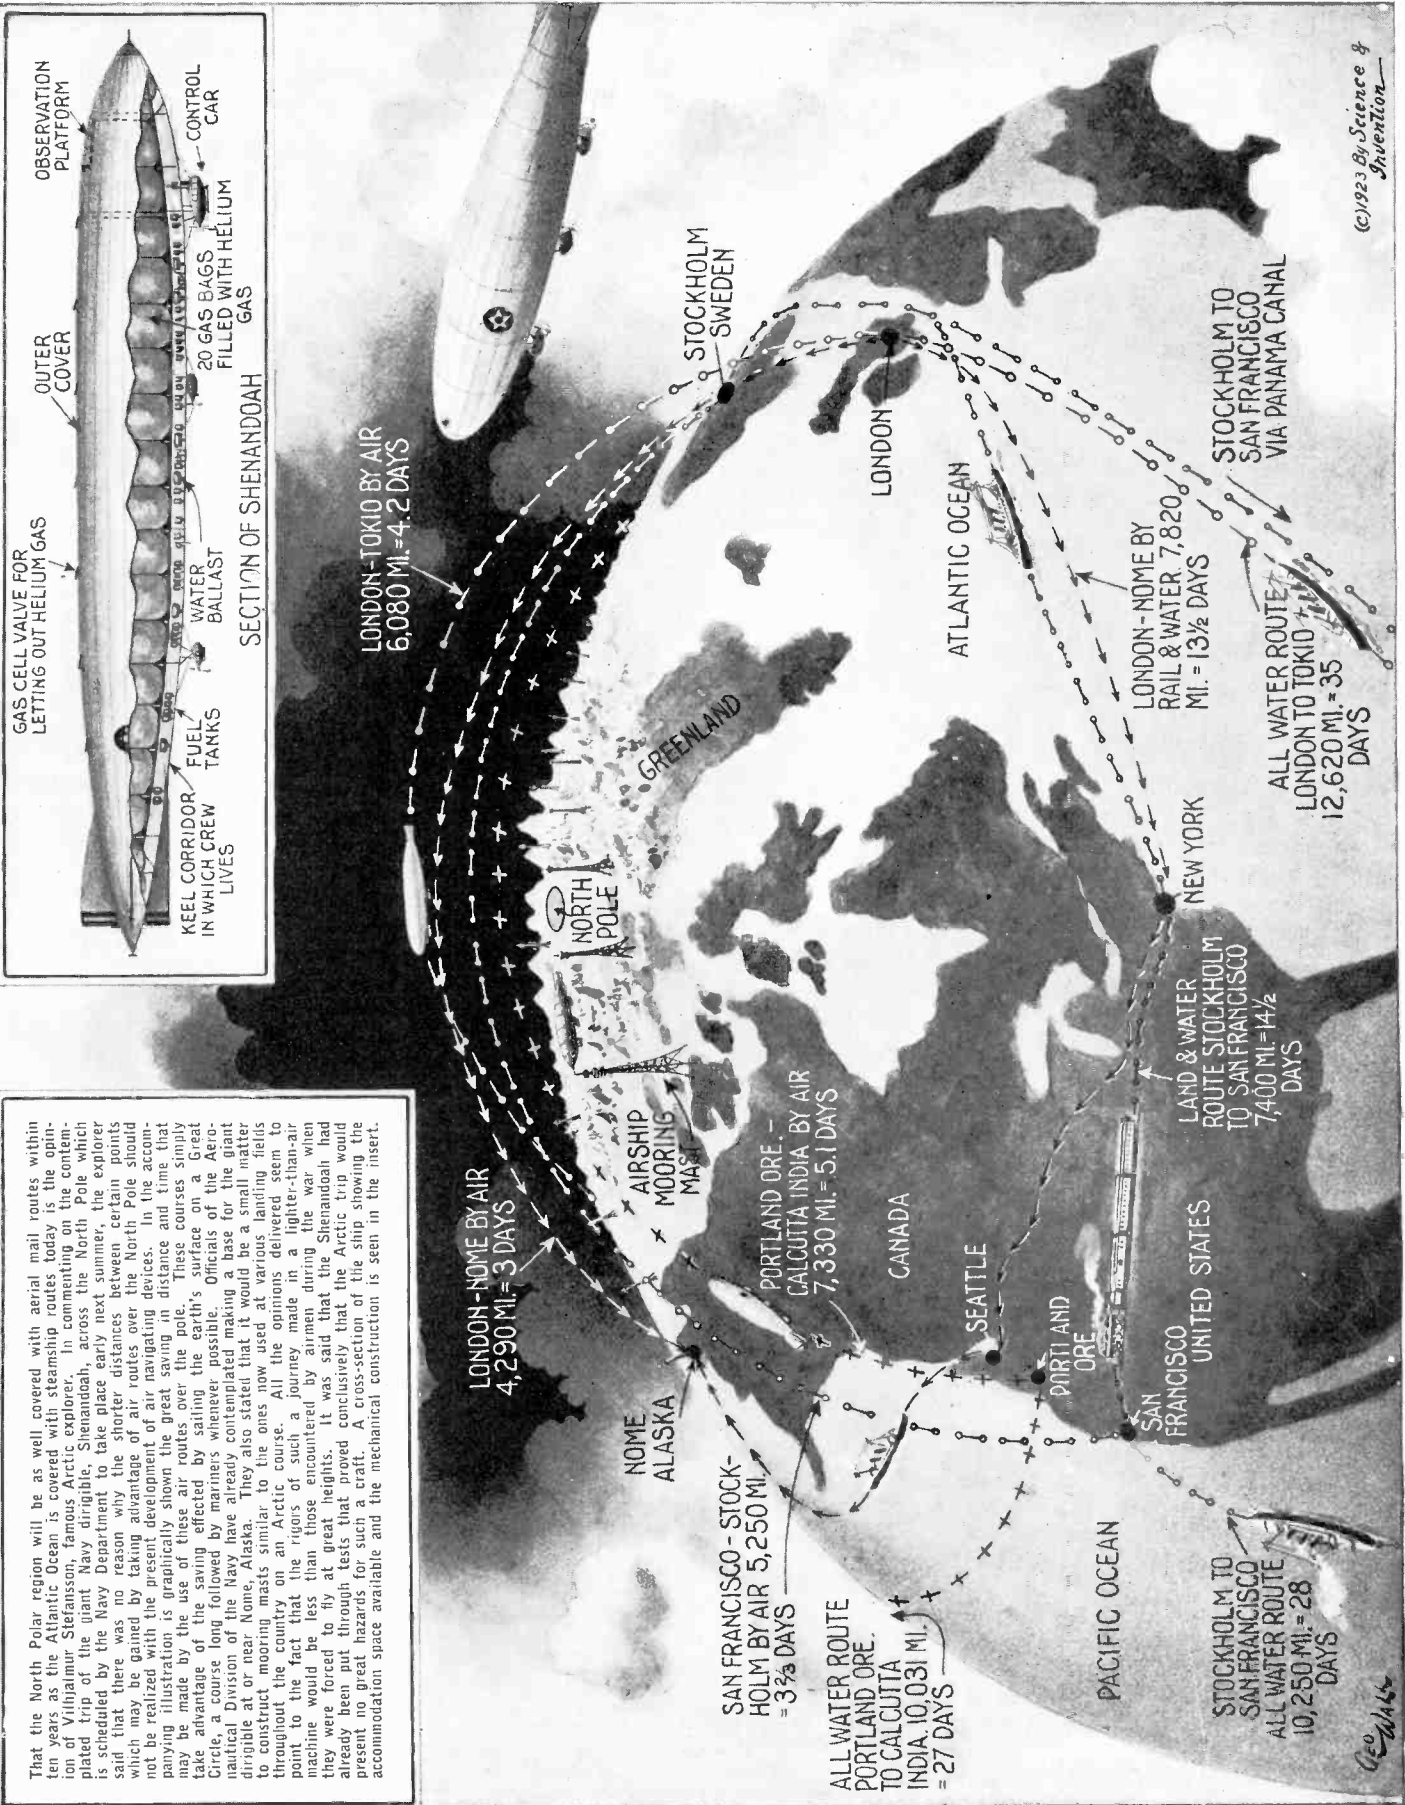 That the North Polar region will be as well covered with aerial mail routes within
ten years as the Atlantic Ocean is covered with steamship routes today is the opin-
ion of Vilhjalmur Stefansson, famous Arctic explorer. In commenting on the contem-
plated trip of the giant Navy dirigible, Shenandoah, across the North Pole which
is scheduled by the Navy Department to take place early next summer, the explorer
said that there was no reason why the shorter distances between certain points
which may be gained by taking advantage of air routes over the North Pole should
not be realized with the present development of air navigating devices. In the accom-
panying illustration is graphically shown the great saving in distance and time that
may be made by the use of these air routes over the pole. These courses simply
take advantage of the saving effected by sailing the earth's surface on a Great
Circle, a course long followed by mariners whenever possible. Officials of the Aero-
nautical Division of the Navy have already contemplated making a base for the giant
dirigible at or near Nome, Alaska. They also stated that it would be a small matter
to construct mooring masts similar to the ones now used at various landing fields
throughout the country on an Arctic course. All the opinions delivered seem to
point to the fact that the rigors of such a journey made in a lighter-than-air
machine would be less than those encountered by airmen during the war when
they were forced to fly at great heights. It was said that the Shenandoah had
already been put through tests that proved conclusively that the Arctic trip would
present no great hazards for such a craft. A cross-section of the ship showing the
accommodation space available and the mechanical construction is seen in the insert.
GAS CELL VALVE FOR
LETTING OUT HELIUM GAS
OUTER
COVER
OBSERVATION
PLATFORM
KEEL CORRIDOR
IN WHICH CREW
LIVES
FUEL
TANKS
WATER
BALLAST
20 GAS BAGS
FILLED WITH HELIUM
GAS
CONTROL
CAR
SECTION OF SHENANDOAH
LONDON-TOKIO BY AIR
6,080 MI.=4.2 DAYS
LONDON-NOME BY AIR
4,290 MI.=3 DAYS
STOCKHOLM
SWEDEN
NORTH
POLE
GREENLAND
AIRSHIP
MOORING
MAST
NOME
ALASKA
LONDON
PORTLAND ORE.-
CALCUTTA INDIA BY AIR
7,330 MI.=5.1 DAYS
SAN FRANCISCO-STOCK-
HOLM BY AIR 5,250 MI.
=3⅔ DAYS
CANADA
ATLANTIC OCEAN
ALL WATER ROUTE
PORTLAND ORE.
TO CALCUTTA
INDIA. 10,031 MI.
=27 DAYS
SEATTLE
PORTLAND
ORE
LONDON-NOME BY
RAIL & WATER 7,820
MI.=13½ DAYS
PACIFIC OCEAN
SAN
FRANCISCO
UNITED STATES
LAND & WATER
ROUTE STOCKHOLM
TO SAN FRANCISCO
7,400 MI.=14½
DAYS
NEW YORK
STOCKHOLM TO
SAN FRANCISCO
VIA PANAMA CANAL
STOCKHOLM TO
SAN FRANCISCO
ALL WATER ROUTE
10,250 MI.=28
DAYS
ALL WATER ROUTE
LONDON TO TOKIO
12,620 MI.=35
DAYS
GEO WALL
(c) 1923 By Science &
Invention